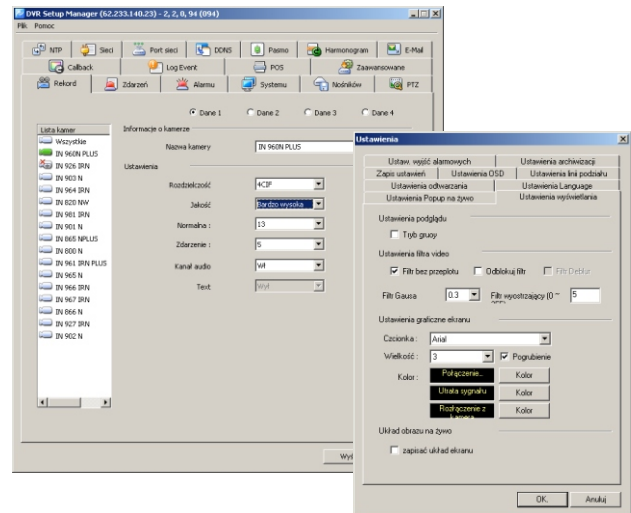 DVR Setup Manager (62.233.140.23) - 2, 2, 0, 94 (094)
Plik Pomoc
NTP Sieci Port sieci DDNS Pasmo Harmonogram E-Mail
Callback Log Event POS Zaawansowane
Rekord Zdarzeń Alarmu Systemu Nośników PTZ
Dane 1 Dane 2 Dane 3 Dane 4
Lista kamer
Wszystkie
IN 960N PLUS
IN 926 IRN
IN 903 N
IN 964 IRN
IN 820 NW
IN 981 IRN
IN 901 N
IN 865 NPLUS
IN 800 N
IN 961 IRN PLUS
IN 965 N
IN 966 IRN
IN 967 IRN
IN 866 N
IN 927 IRN
IN 902 N
Informacje o kamerze
Nazwa kamery IN 960N PLUS
Ustawienia
Rozdzielczość 4CIF
Jakość Bardzo wysoka
Normalna : 13
Zdarzenie : 5
Kanał audio Wł
Text Wył
Ustawienia
Ustaw. wyjść alarmowych Ustawienia archiwizacji
Zapis ustawień Ustawienia OSD Ustawienia linii podziału
Ustawienia odtwarzania Ustawienia Language
Ustawienia Popup na żywo Ustawienia wyświetlania
Ustawienia podglądu
Tryb grupy
Ustawienia filtra video
Filtr bez przeplotu Odblokuj filtr Filtr Deblur
Filtr Gausa 0.3 Filtr wyostrzający (0 ~ 5
Ustawienia graficzne ekranu
Czcionka : Arial
Wielkość : 3 Pogrubienie
Kolor : Połączenie... Kolor
Utrata sygnału Kolor
Rozłączenie z kamerą Kolor
Układ obrazu na żywo
zapisać układ ekranu
OK. Anuluj